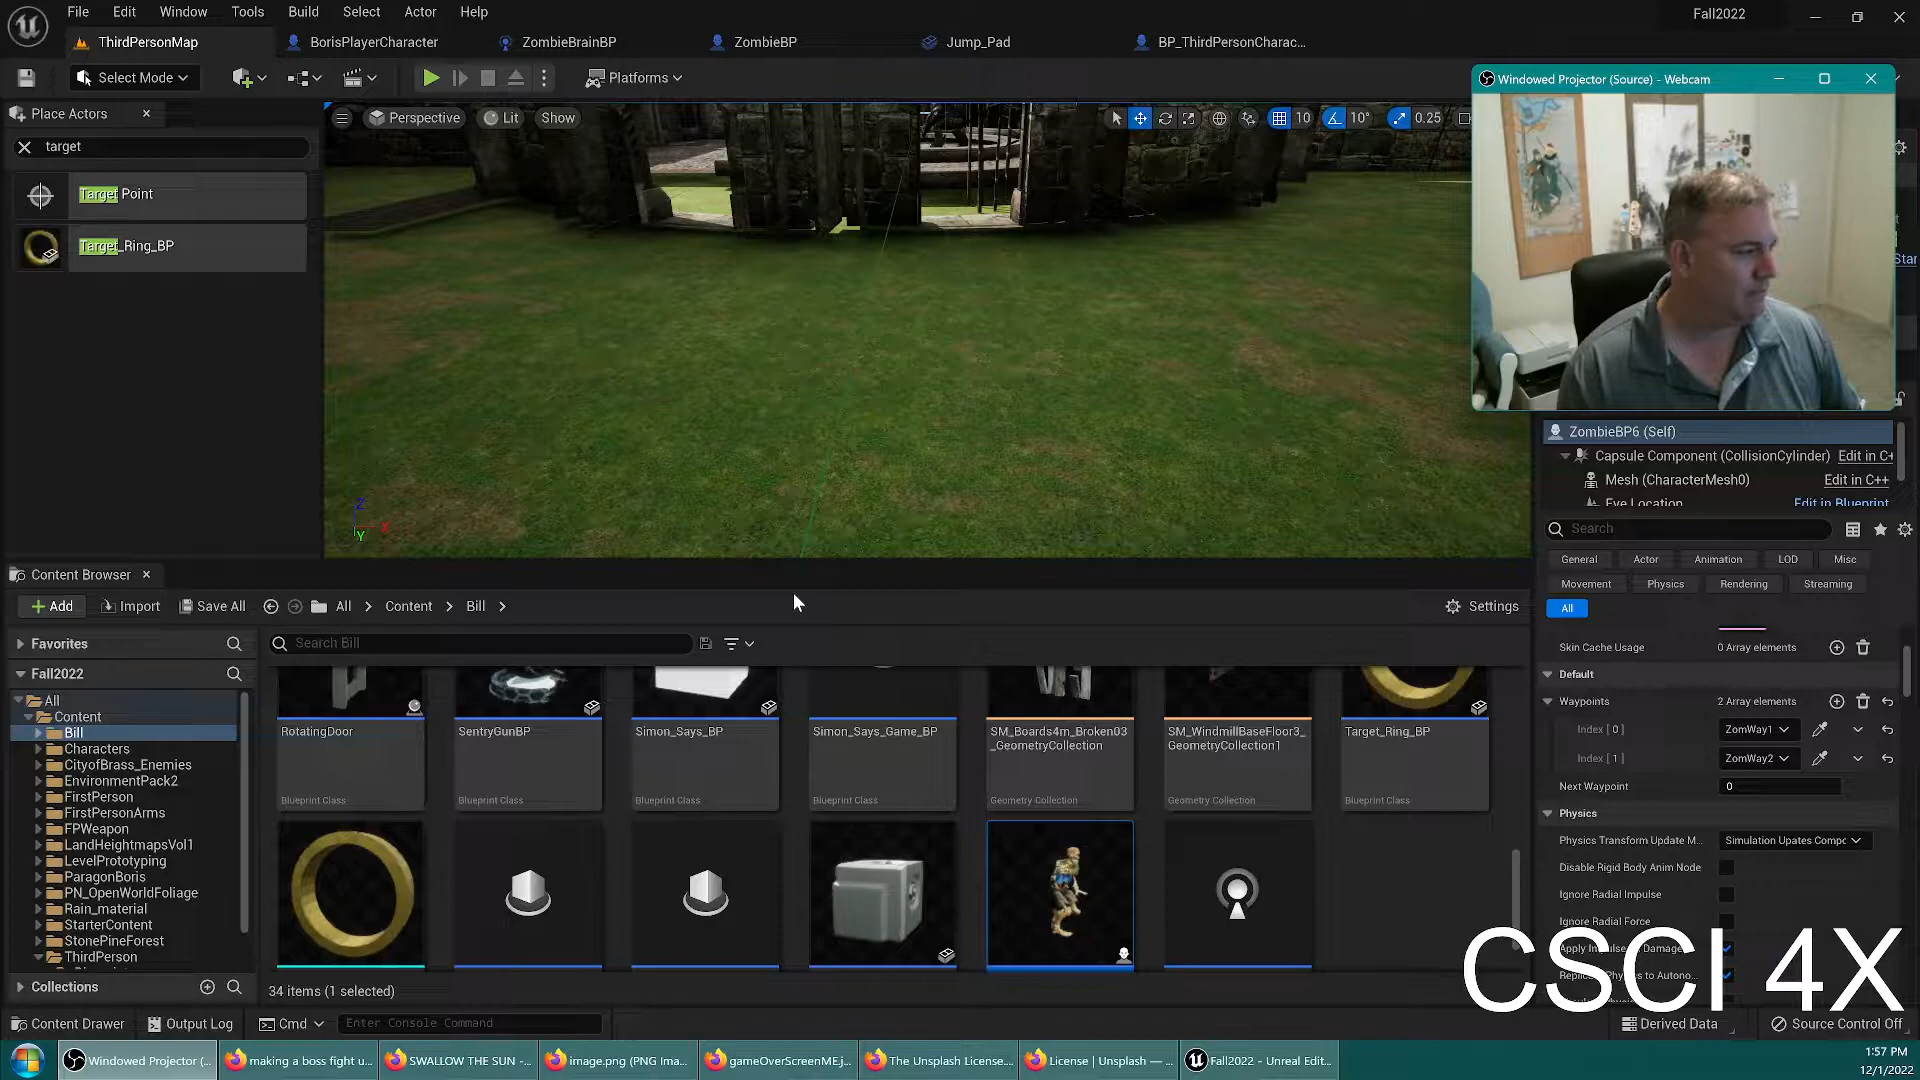 File Edit Window Tools Build Select Actor Help
Fall2022
ThirdPersonMap BorisPlayerCharacter ZombieBrainBP ZombieBP Jump_Pad BP_ThirdPersonCharac...
Select Mode Platforms
Windowed Projector (Source) - Webcam
Place Actors
target
Target Point
Target_Ring_BP
Perspective Lit Show
10 10° 0.25
Z
X
Y
Star
ZombieBP6 (Self)
Capsule Component (CollisionCylinder) Edit in C+
Mesh (CharacterMesh0) Edit in C++
Eye Location Edit in Blueprint
Search
General Actor Animation LOD Misc
Movement Physics Rendering Streaming
All
Skin Cache Usage 0 Array elements
Default
Waypoints 2 Array elements
Index [ 0 ] ZomWay1
Index [ 1 ] ZomWay2
Next Waypoint 0
Physics
Physics Transform Update M... Simulation Upates Compc
Disable Rigid Body Anim Node
Ignore Radial Impulse
Ignore Radial Force
Content Browser
Add Import Save All All > Content > Bill > Settings
Favorites
Search Bill
Fall2022
All
Content
Bill
Characters
CityofBrass_Enemies
EnvironmentPack2
FirstPerson
FirstPersonArms
FPWeapon
LandHeightmapsVol1
LevelPrototyping
ParagonBoris
PN_OpenWorldFoliage
Rain_material
StarterContent
StonePineForest
ThirdPerson
Collections
RotatingDoor
Blueprint Class
SentryGunBP
Blueprint Class
Simon_Says_BP
Blueprint Class
Simon_Says_Game_BP
Blueprint Class
SM_Boards4m_Broken03
_GeometryCollection
Geometry Collection
SM_WindmillBaseFloor3_
GeometryCollection1
Geometry Collection
Target_Ring_BP
Blueprint Class
34 items (1 selected)
CSCI 4X
Content Drawer Output Log Cmd Enter Console Command Derived Data Source Control Off
Windowed Projector (... making a boss fight u... SWALLOW THE SUN -... image.png (PNG Ima... gameOverScreenME.j... The Unsplash License... License | Unsplash — ... Fall2022 - Unreal Edit...
1:57 PM
12/1/2022